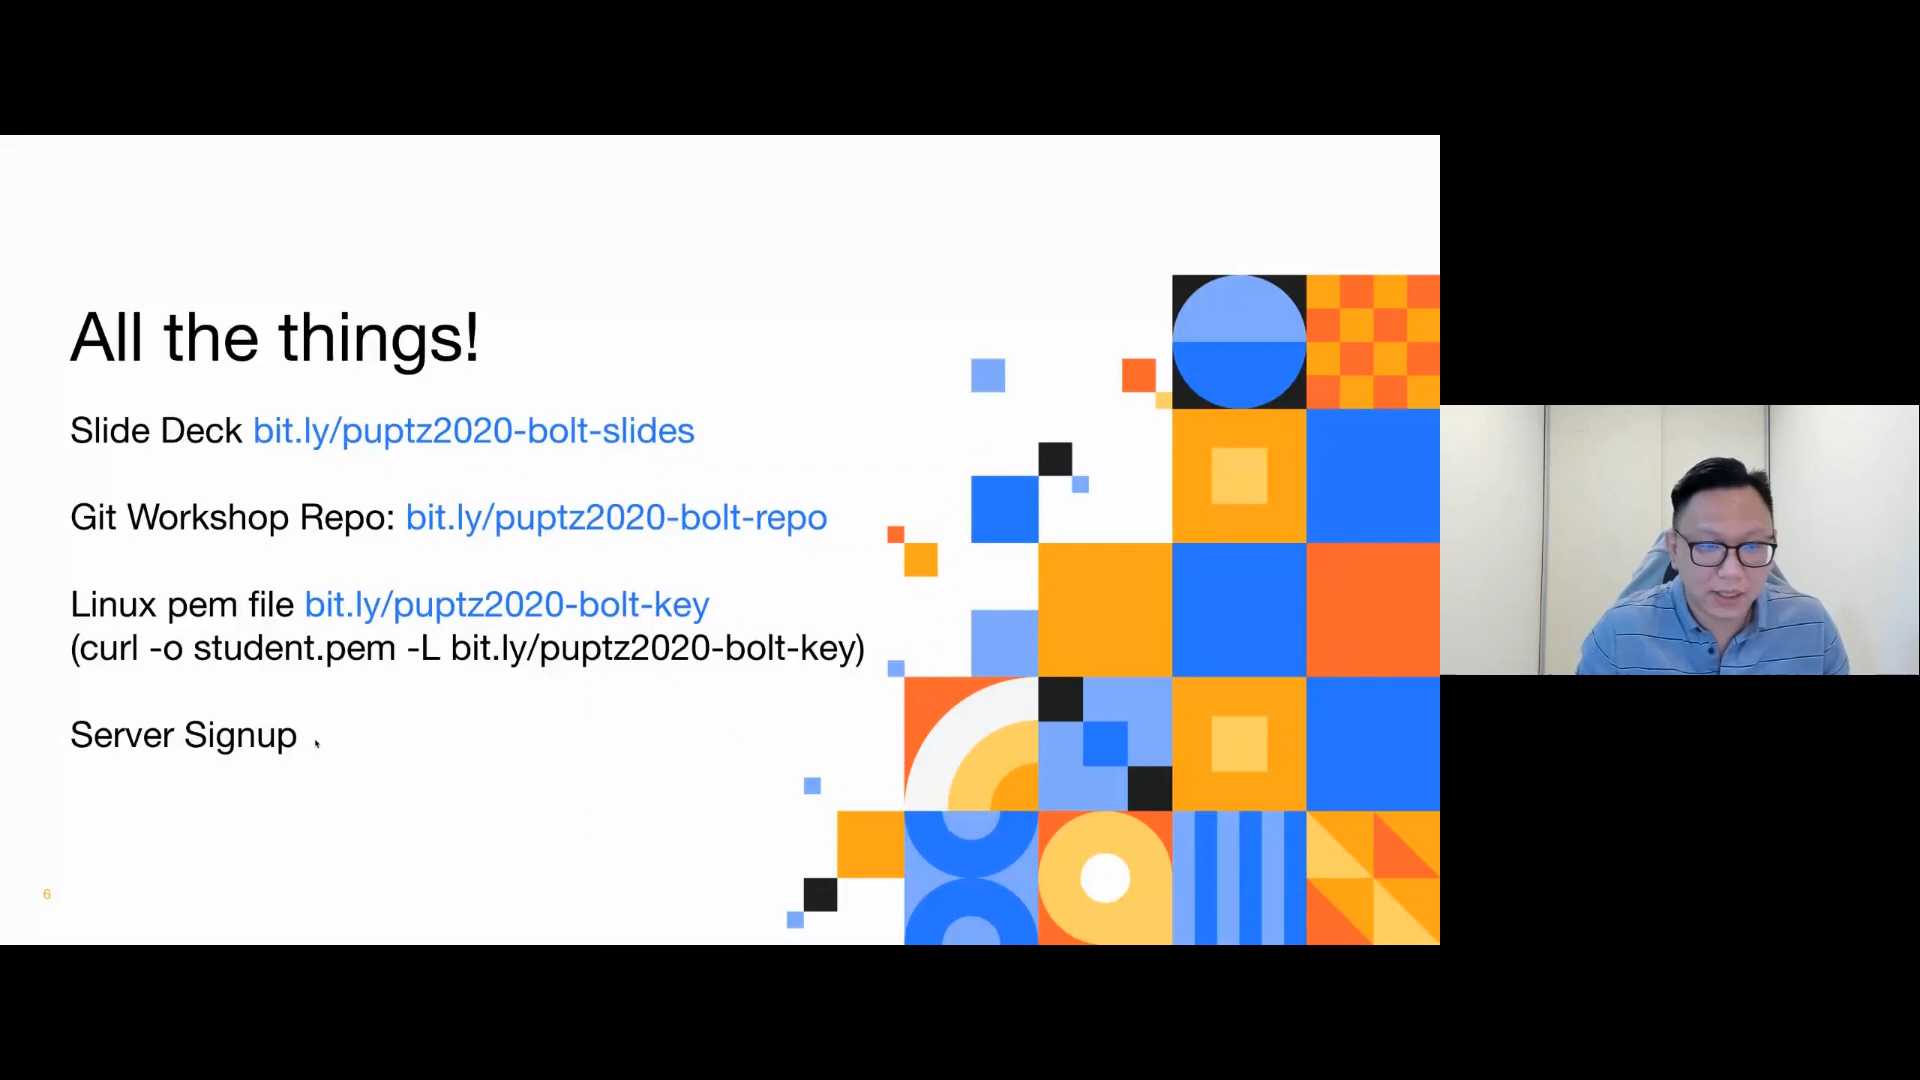 All the things!
Slide Deck bit.ly/puptz2020-bolt-slides
Git Workshop Repo: bit.ly/puptz2020-bolt-repo
Linux pem file bit.ly/puptz2020-bolt-key
(curl -o student.pem -L bit.ly/puptz2020-bolt-key)
Server Signup
6